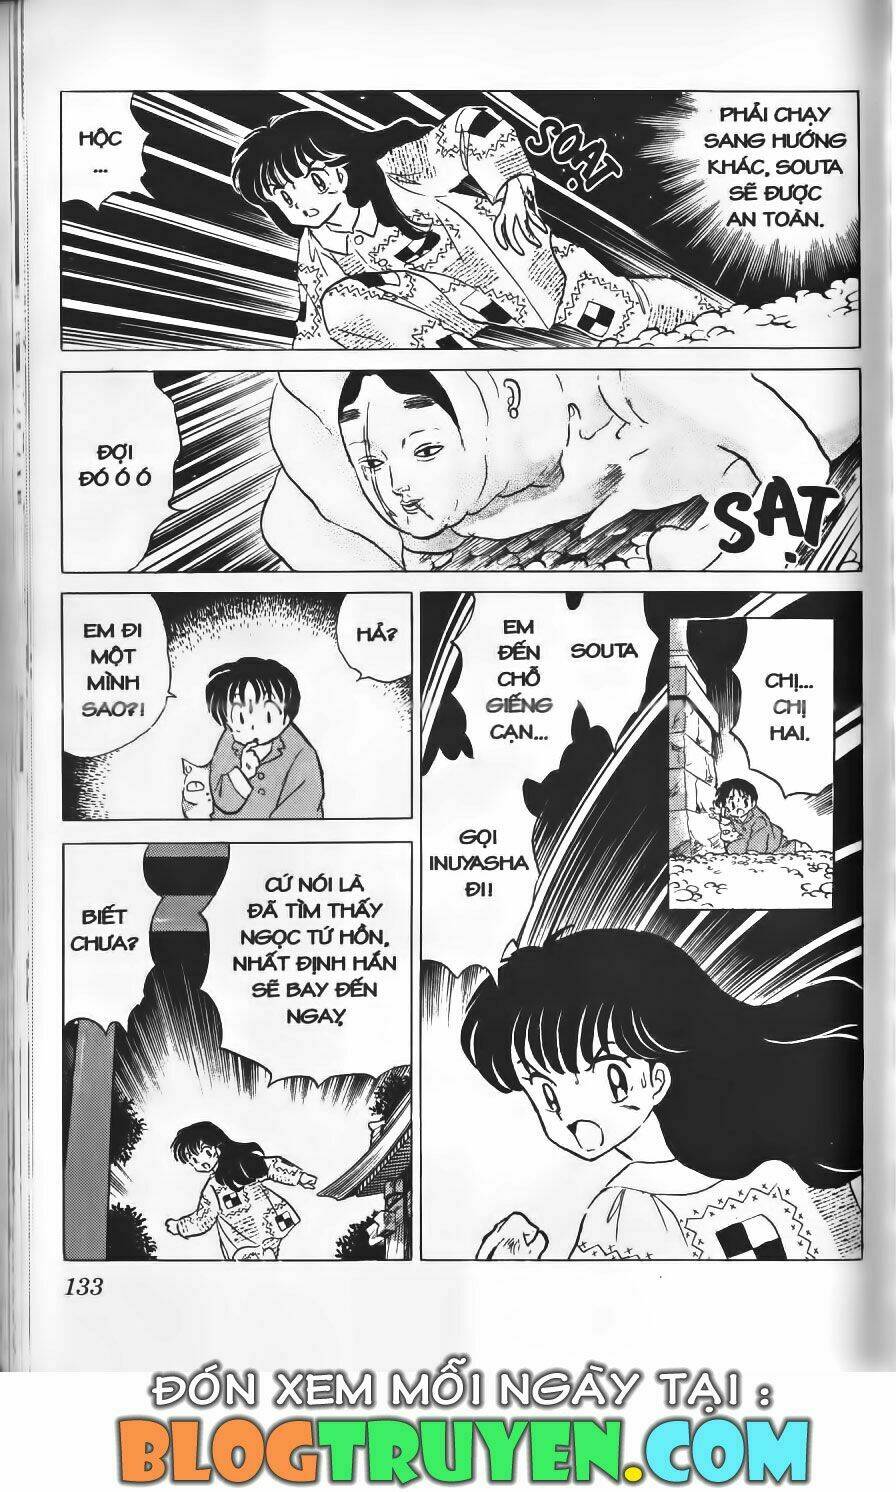 PHẢI CHẠY
SANG HƯỚNG
KHÁC, SOUTA
SẼ ĐƯỢC
AN TOÀN.
SOẠT
HỘC
...
ĐỢI
ĐÓ Ó Ó
SẠT
CHỊ...
CHỊ
HAI.
SOUTA
EM
ĐẾN
CHỖ
GIẾNG
CẠN...
GỌI
INUYASHA
ĐI!
HẢ?
EM ĐI
MỘT
MÌNH
SAO?!
CỨ NÓI LÀ
ĐÃ TÌM THẤY
NGỌC TỨ HỒN,
NHẤT ĐỊNH HẮN
SẼ BAY ĐẾN
NGAY,
BIẾT
CHƯA?
133
ĐÓN XEM MỖI NGÀY TẠI :
BLOGTRUYEN.COM